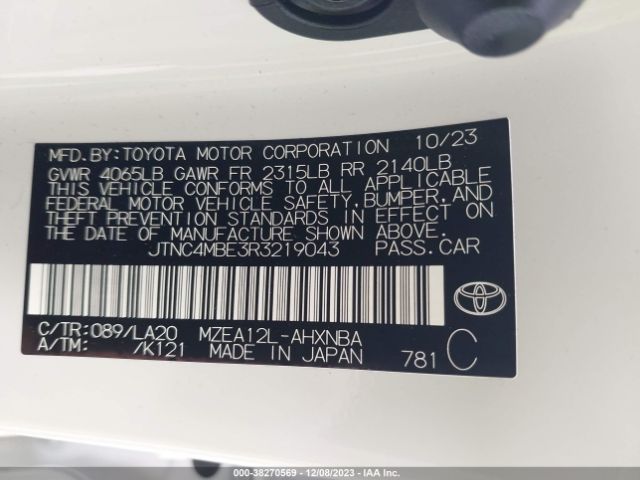 MFD.BY:TOYOTA MOTOR CORPORATION 10/23
GVWR 4065LB GAWR FR 2315LB RR 2140LB
THIS VEHICLE CONFORMS TO ALL APPLICABLE
FEDERAL MOTOR VEHICLE SAFETY,BUMPER,AND
THEFT PREVENTION STANDARDS IN EFFECT ON
THE DATE OF MANUFACTURE SHOWN ABOVE.
JTNC4MBE3R3219043 PASS.CAR
C/TR:089/LA20 MZEA12L-AHXNBA
A/TM: /K121 MADE IN JAPAN 781 C
000-38270569 | 12/08/2023 - IAA Inc.